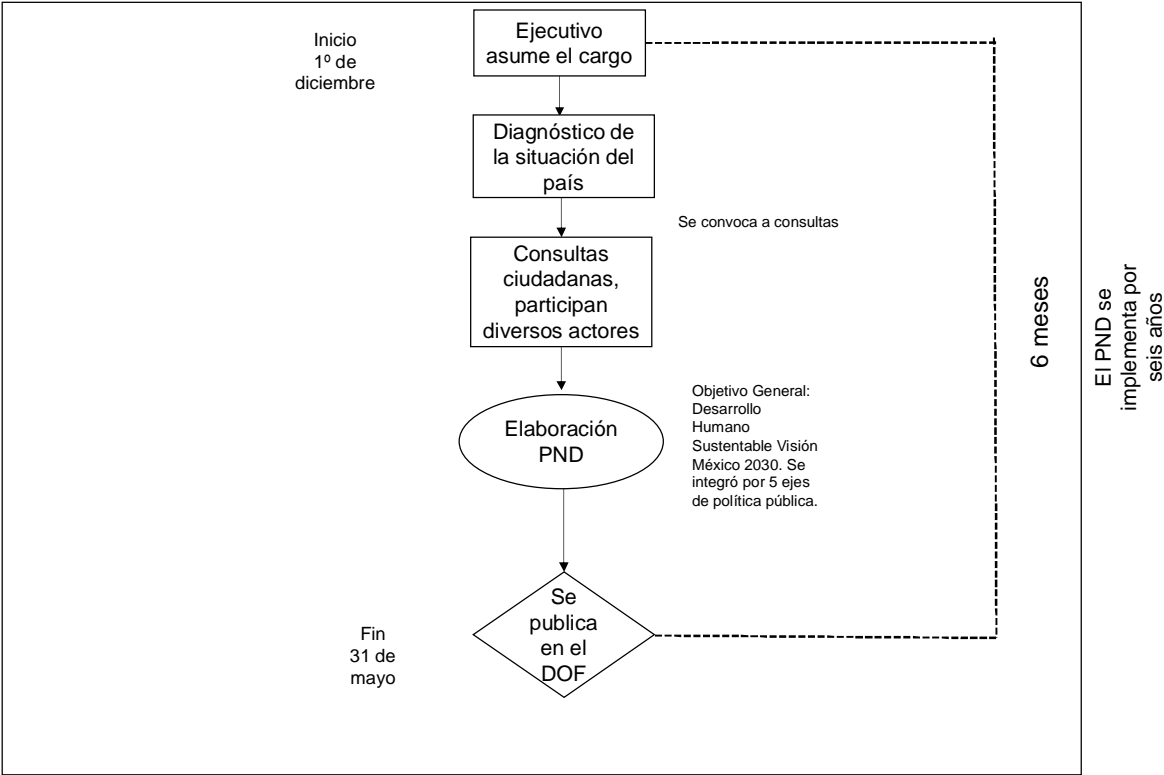 Inicio
1º de
diciembre
Ejecutivo
asume el cargo
Diagnóstico de
la situación del
país
Se convoca a consultas
Consultas
ciudadanas,
participan
diversos actores
Elaboración
PND
Objetivo General:
Desarrollo
Humano
Sustentable Visión
México 2030. Se
integró por 5 ejes
de política pública.
Se
publica
en el
DOF
Fin
31 de
mayo
6 meses
El PND se
implementa por
seis años